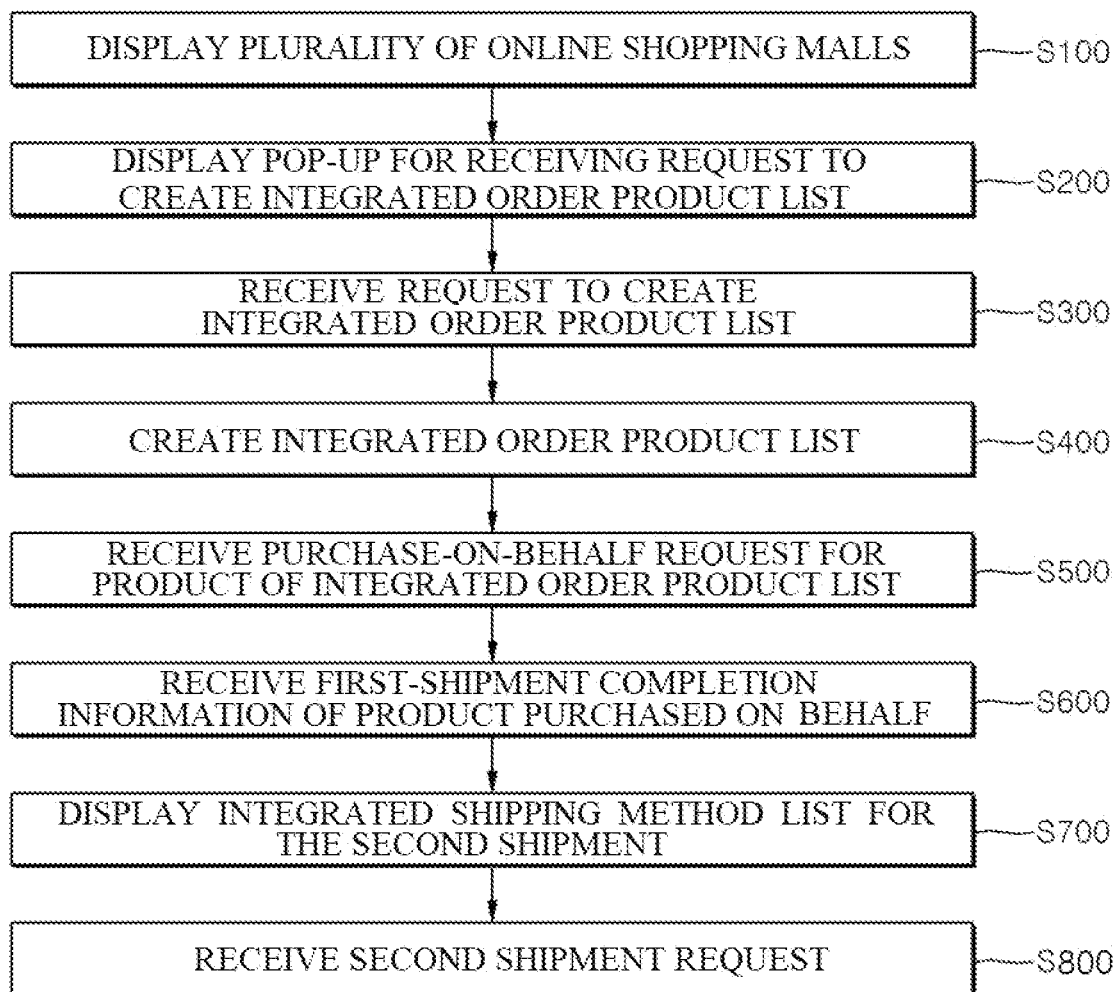 DISPLAY PLURALITY OF ONLINE SHOPPING MALLS
S100
DISPLAY POP-UP FOR RECEIVING REQUEST TO
CREATE INTEGRATED ORDER PRODUCT LIST
S200
RECEIVE REQUEST TO CREATE
INTEGRATED ORDER PRODUCT LIST
S300
CREATE INTEGRATED ORDER PRODUCT LIST
S400
RECEIVE PURCHASE-ON-BEHALF REQUEST FOR
PRODUCT OF INTEGRATED ORDER PRODUCT LIST
S500
RECEIVE FIRST-SHIPMENT COMPLETION
INFORMATION OF PRODUCT PURCHASED ON BEHALF
S600
DISPLAY INTEGRATED SHIPPING METHOD LIST FOR
THE SECOND SHIPMENT
S700
RECEIVE SECOND SHIPMENT REQUEST
S800